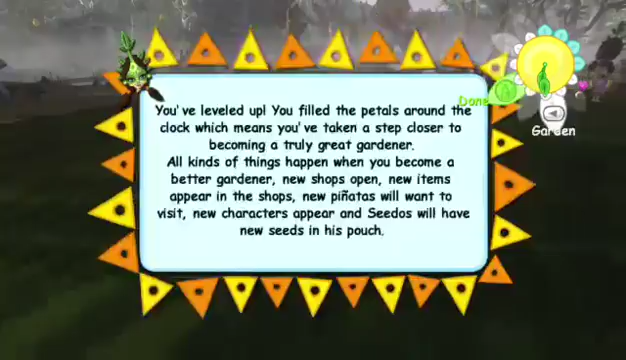 You've leveled up! You filled the petals around the
clock which means you've taken a step closer to
becoming a truly great gardener.
All kinds of things happen when you become a
better gardener, new shops open, new items
appear in the shops, new piñatas will want to
visit, new characters appear and Seedos will have
new seeds in his pouch.
Done A
Garden